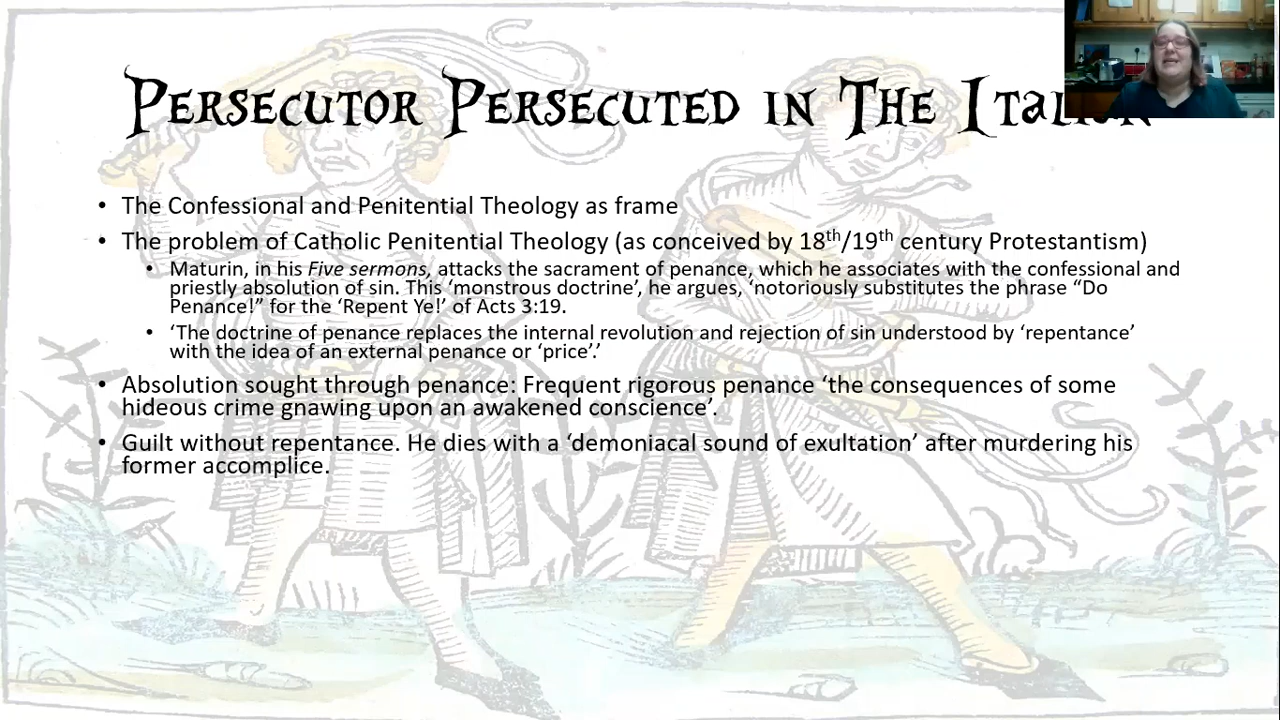 Persecutor Persecuted in The Italian
• The Confessional and Penitential Theology as frame
• The problem of Catholic Penitential Theology (as conceived by 18th/19th century Protestantism)
• Maturin, in his Five sermons, attacks the sacrament of penance, which he associates with the confessional and
priestly absolution of sin. This ‘monstrous doctrine’, he argues, ‘notoriously substitutes the phrase “Do
Penance!” for the ‘Repent Ye!’ of Acts 3:19.
• ‘The doctrine of penance replaces the internal revolution and rejection of sin understood by ‘repentance’
with the idea of an external penance or ‘price’.’
• Absolution sought through penance: Frequent rigorous penance ‘the consequences of some
hideous crime gnawing upon an awakened conscience’.
• Guilt without repentance. He dies with a ‘demoniacal sound of exultation’ after murdering his
former accomplice.